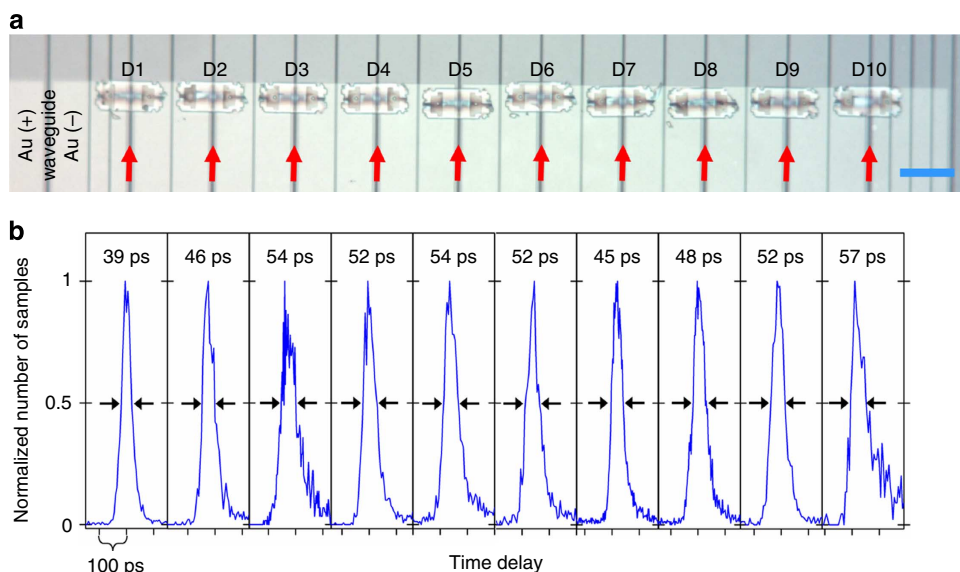 a
D1 D2 D3 D4 D5 D6 D7 D8 D9 D10
Au (+)
waveguide
Au (–)
b
39 ps 46 ps 54 ps 52 ps 54 ps 52 ps 45 ps 48 ps 52 ps 57 ps
Normalized number of samples
1
0.5
0
100 ps
Time delay